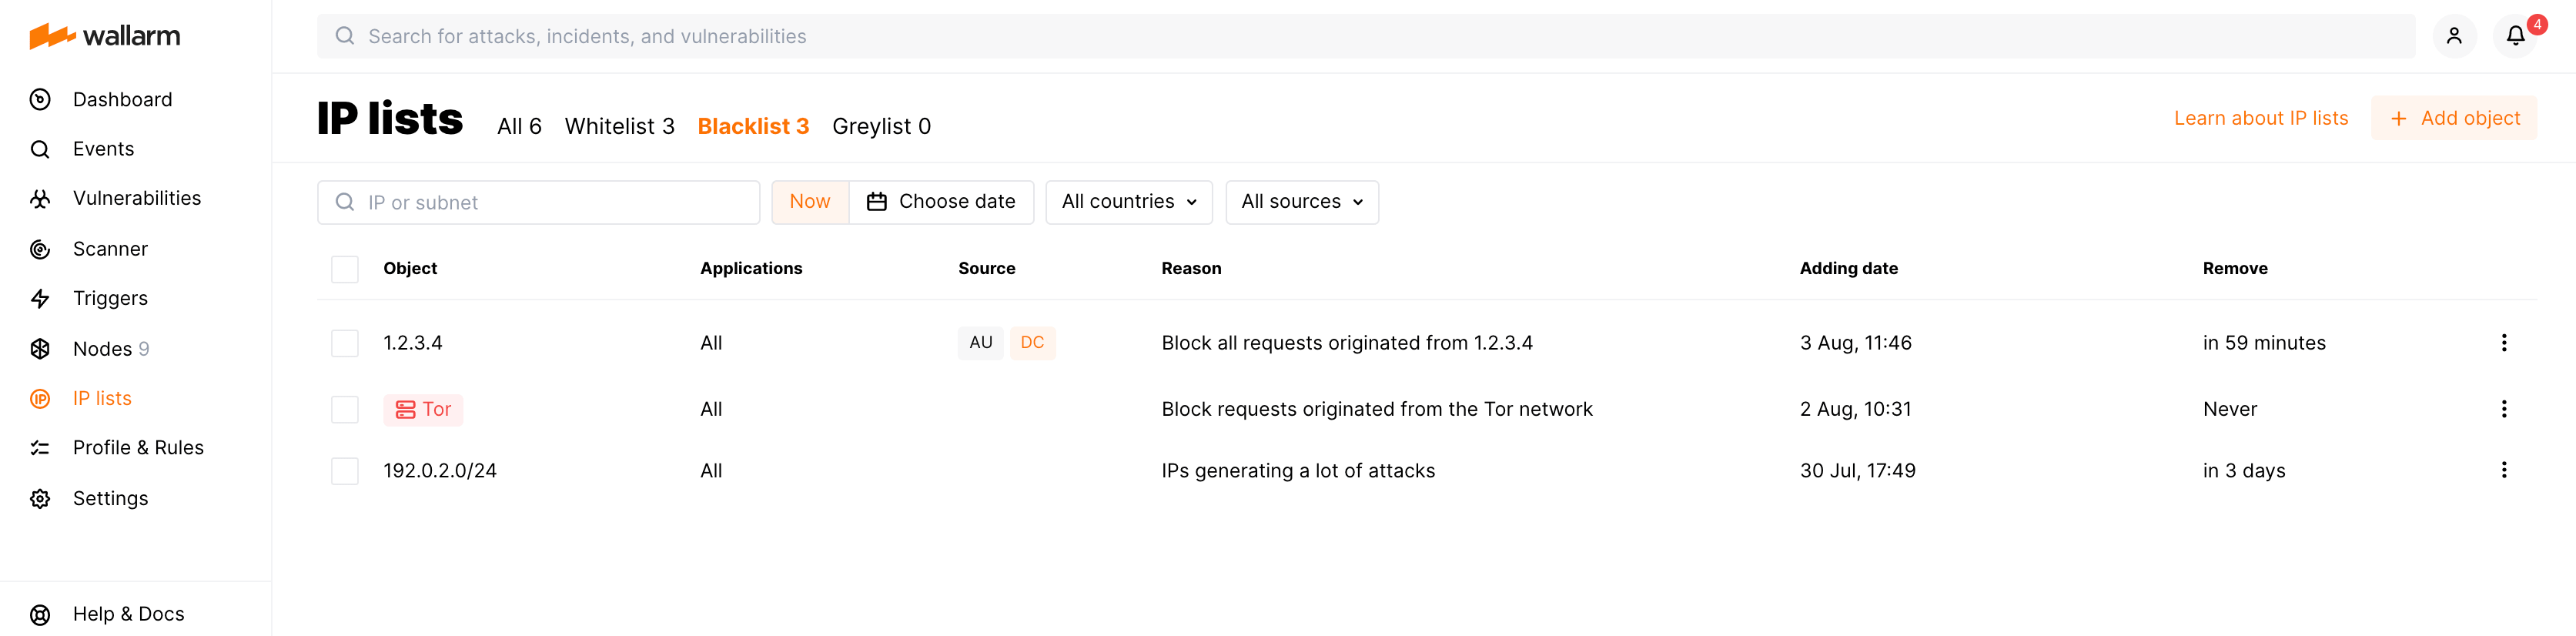 wallarm
Search for attacks, incidents, and vulnerabilities
4
Dashboard
Events
Vulnerabilities
Scanner
Triggers
Nodes 9
IP lists
Profile & Rules
Settings
Help & Docs
IP lists All 6 Whitelist 3 Blacklist 3 Greylist 0
Learn about IP lists + Add object
IP or subnet Now Choose date All countries All sources
Object Applications Source Reason Adding date Remove
1.2.3.4 All AU DC Block all requests originated from 1.2.3.4 3 Aug, 11:46 in 59 minutes
Tor All Block requests originated from the Tor network 2 Aug, 10:31 Never
192.0.2.0/24 All IPs generating a lot of attacks 30 Jul, 17:49 in 3 days